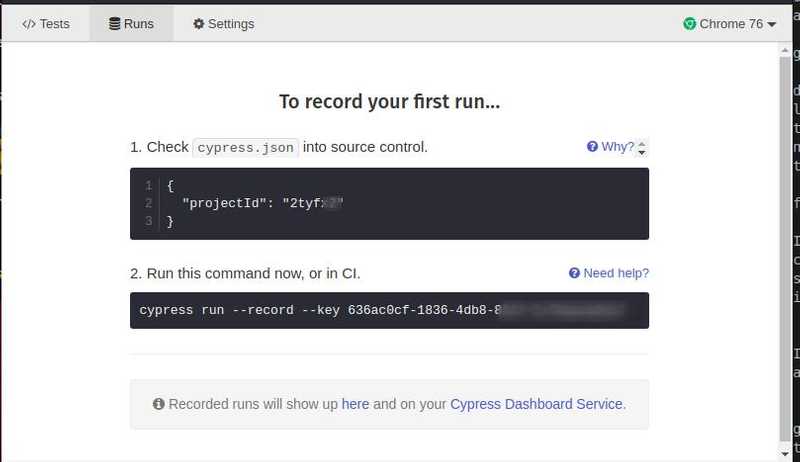 </> Tests Runs Settings Chrome 76
To record your first run...
1. Check cypress.json into source control. Why?
1 {
2 "projectId": "2tyf
3 }
2. Run this command now, or in CI. Need help?
cypress run --record --key 636ac0cf-1836-4db8-8
Recorded runs will show up here and on your Cypress Dashboard Service.